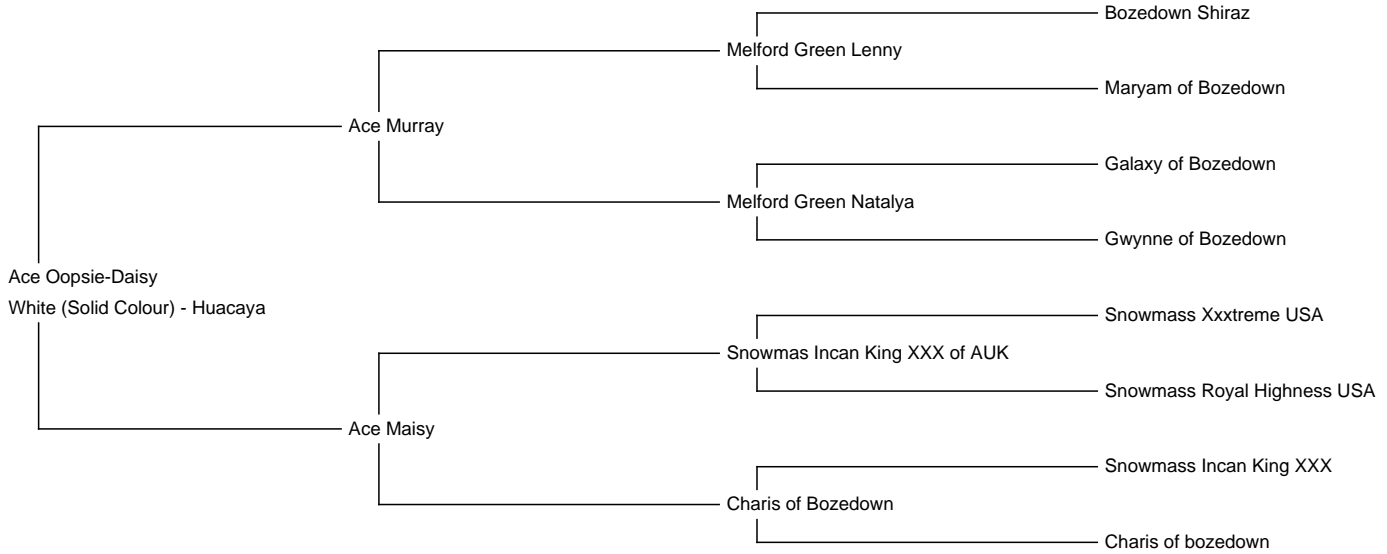 Bozedown Shiraz
Melford Green Lenny
Maryam of Bozedown
Ace Murray
Galaxy of Bozedown
Melford Green Natalya
Gwynne of Bozedown
Ace Oopsie-Daisy
White (Solid Colour) - Huacaya
Snowmass Xxxtreme USA
Snowmas Incan King XXX of AUK
Snowmass Royal Highness USA
Ace Maisy
Snowmass Incan King XXX
Charis of Bozedown
Charis of bozedown